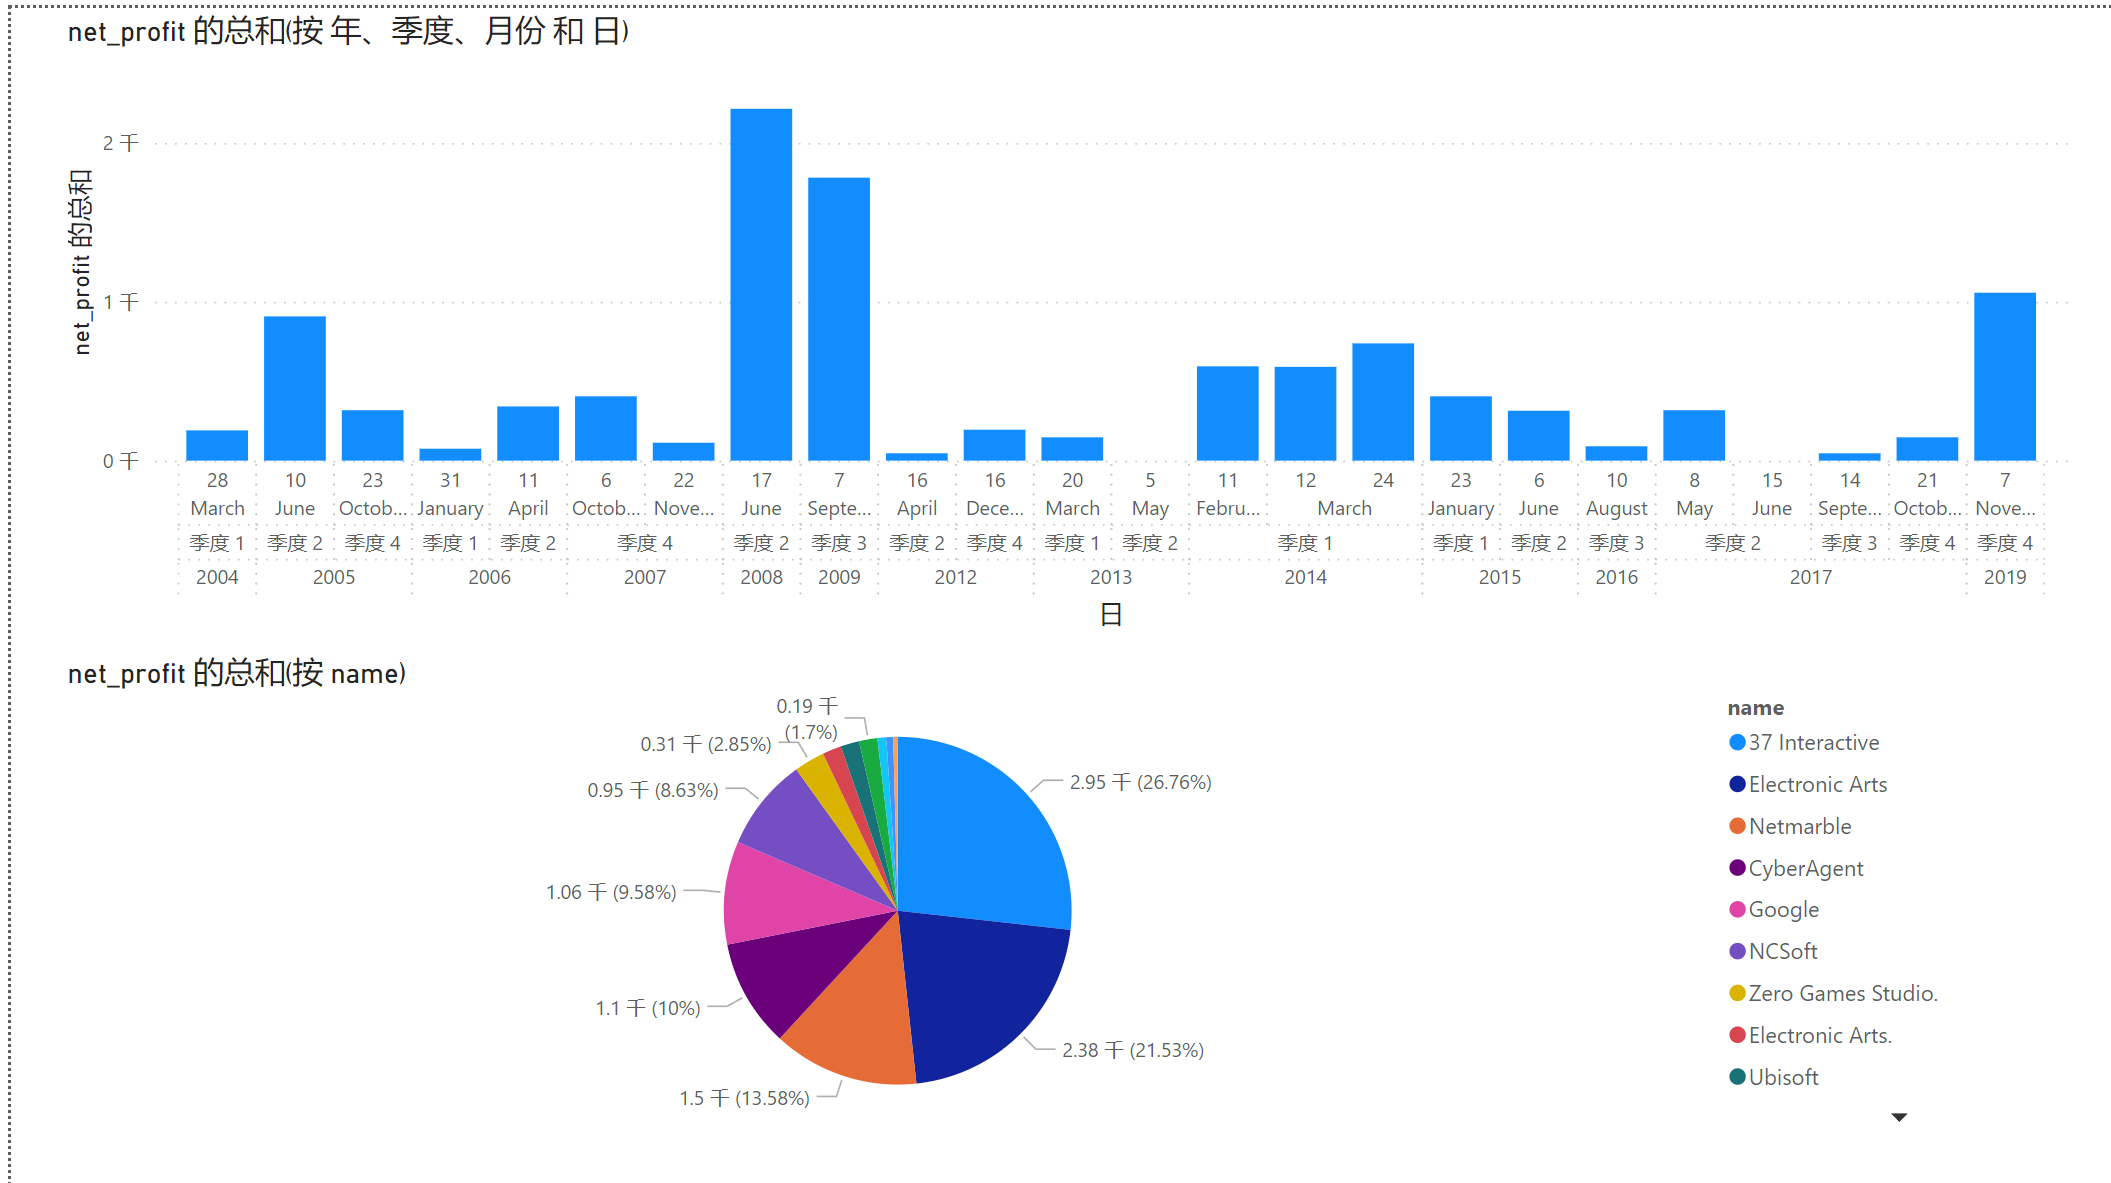 net_profit 的总和(按 年、季度、月份 和 日)
net_profit 的总和
2 千
1 千
0 千
28 10 23 31 11 6 22 17 7 16 16 20 5 11 12 24 23 6 10 8 15 14 21 7
March June Octob... January April Octob... Nove... June Septe... April Dece... March May Febru... March January June August May June Septe... Octob... Nove...
季度 1 季度 2 季度 4 季度 1 季度 2 季度 4 季度 2 季度 3 季度 2 季度 4 季度 1 季度 2 季度 1 季度 1 季度 2 季度 3 季度 2 季度 3 季度 4 季度 4
2004 2005 2006 2007 2008 2009 2012 2013 2014 2015 2016 2017 2019
日
net_profit 的总和(按 name)
0.19 千
(1.7%)
0.31 千 (2.85%)
0.95 千 (8.63%)
1.06 千 (9.58%)
1.1 千 (10%)
1.5 千 (13.58%)
2.95 千 (26.76%)
2.38 千 (21.53%)
name
37 Interactive
Electronic Arts
Netmarble
CyberAgent
Google
NCSoft
Zero Games Studio.
Electronic Arts.
Ubisoft